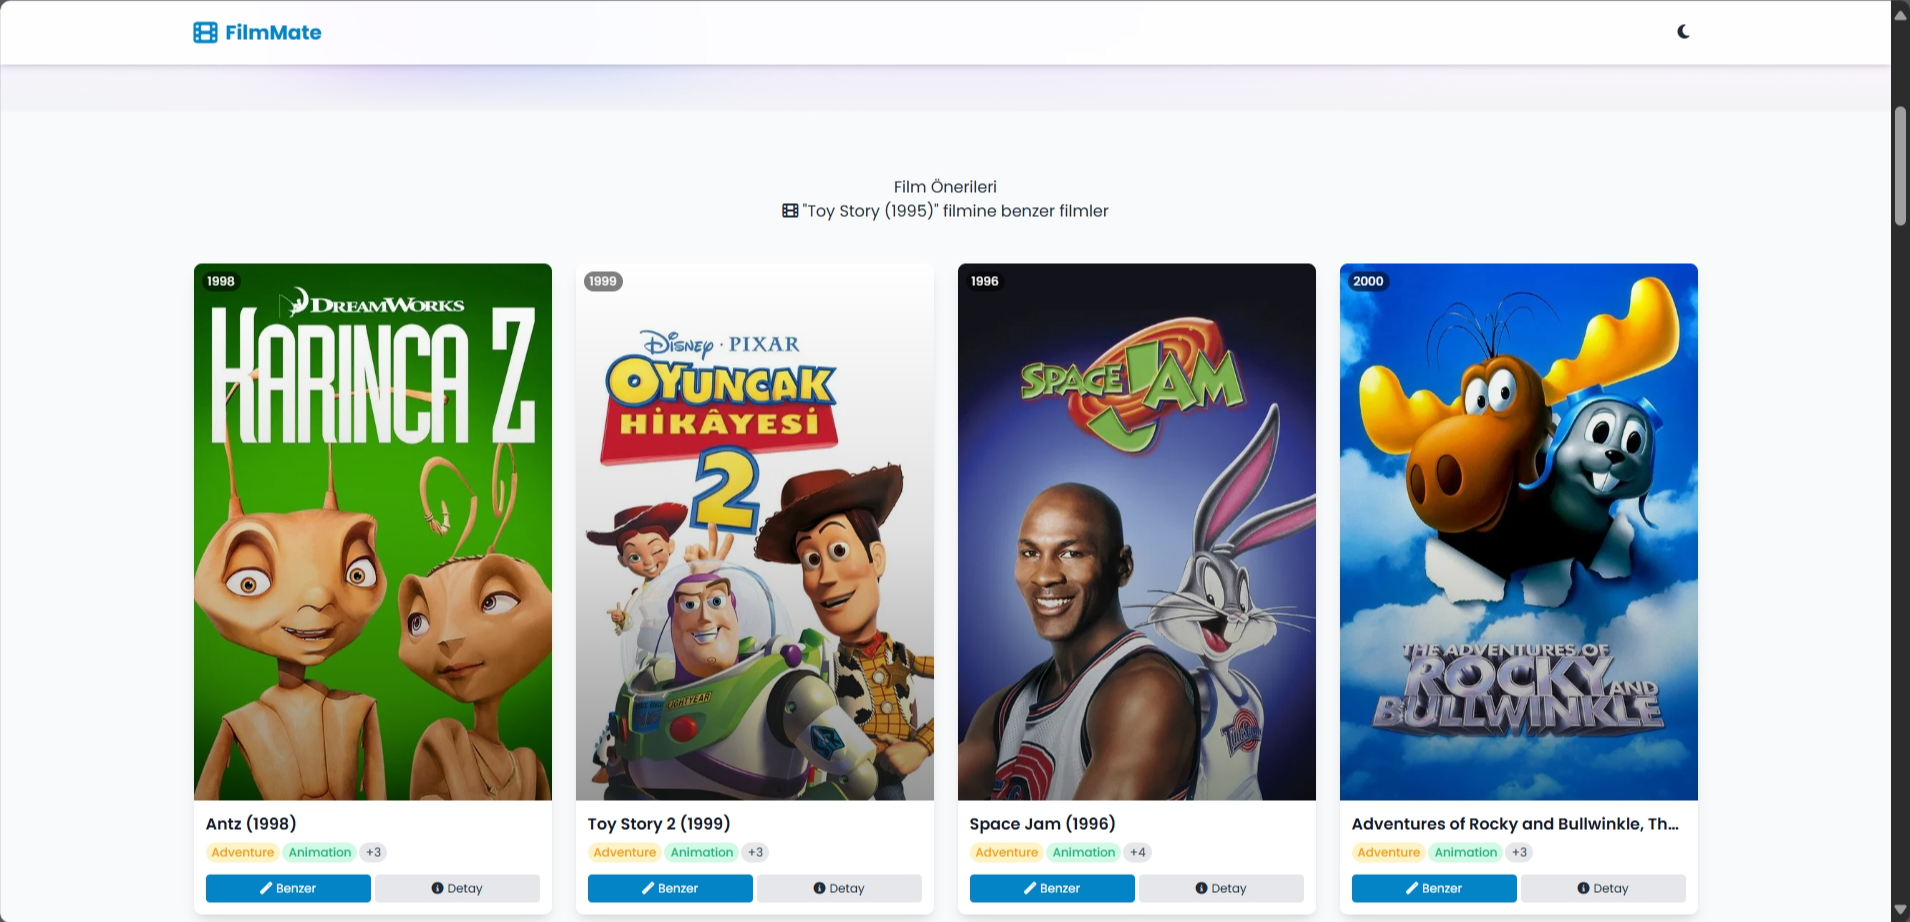 FilmMate
Film Önerileri
"Toy Story (1995)" filmine benzer filmler
1998
DREAMWORKS
KARINCA Z
Antz (1998)
Adventure Animation +3
Benzer Detay
1999
Disney · PIXAR
OYUNCAK
HİKÂYESİ
2
LIGHTYEAR
Toy Story 2 (1999)
Adventure Animation +3
Benzer Detay
1996
SPACE JAM
Space Jam (1996)
Adventure Animation +4
Benzer Detay
2000
THE ADVENTURES OF
ROCKY AND
BULLWINKLE
Adventures of Rocky and Bullwinkle, Th...
Adventure Animation +3
Benzer Detay